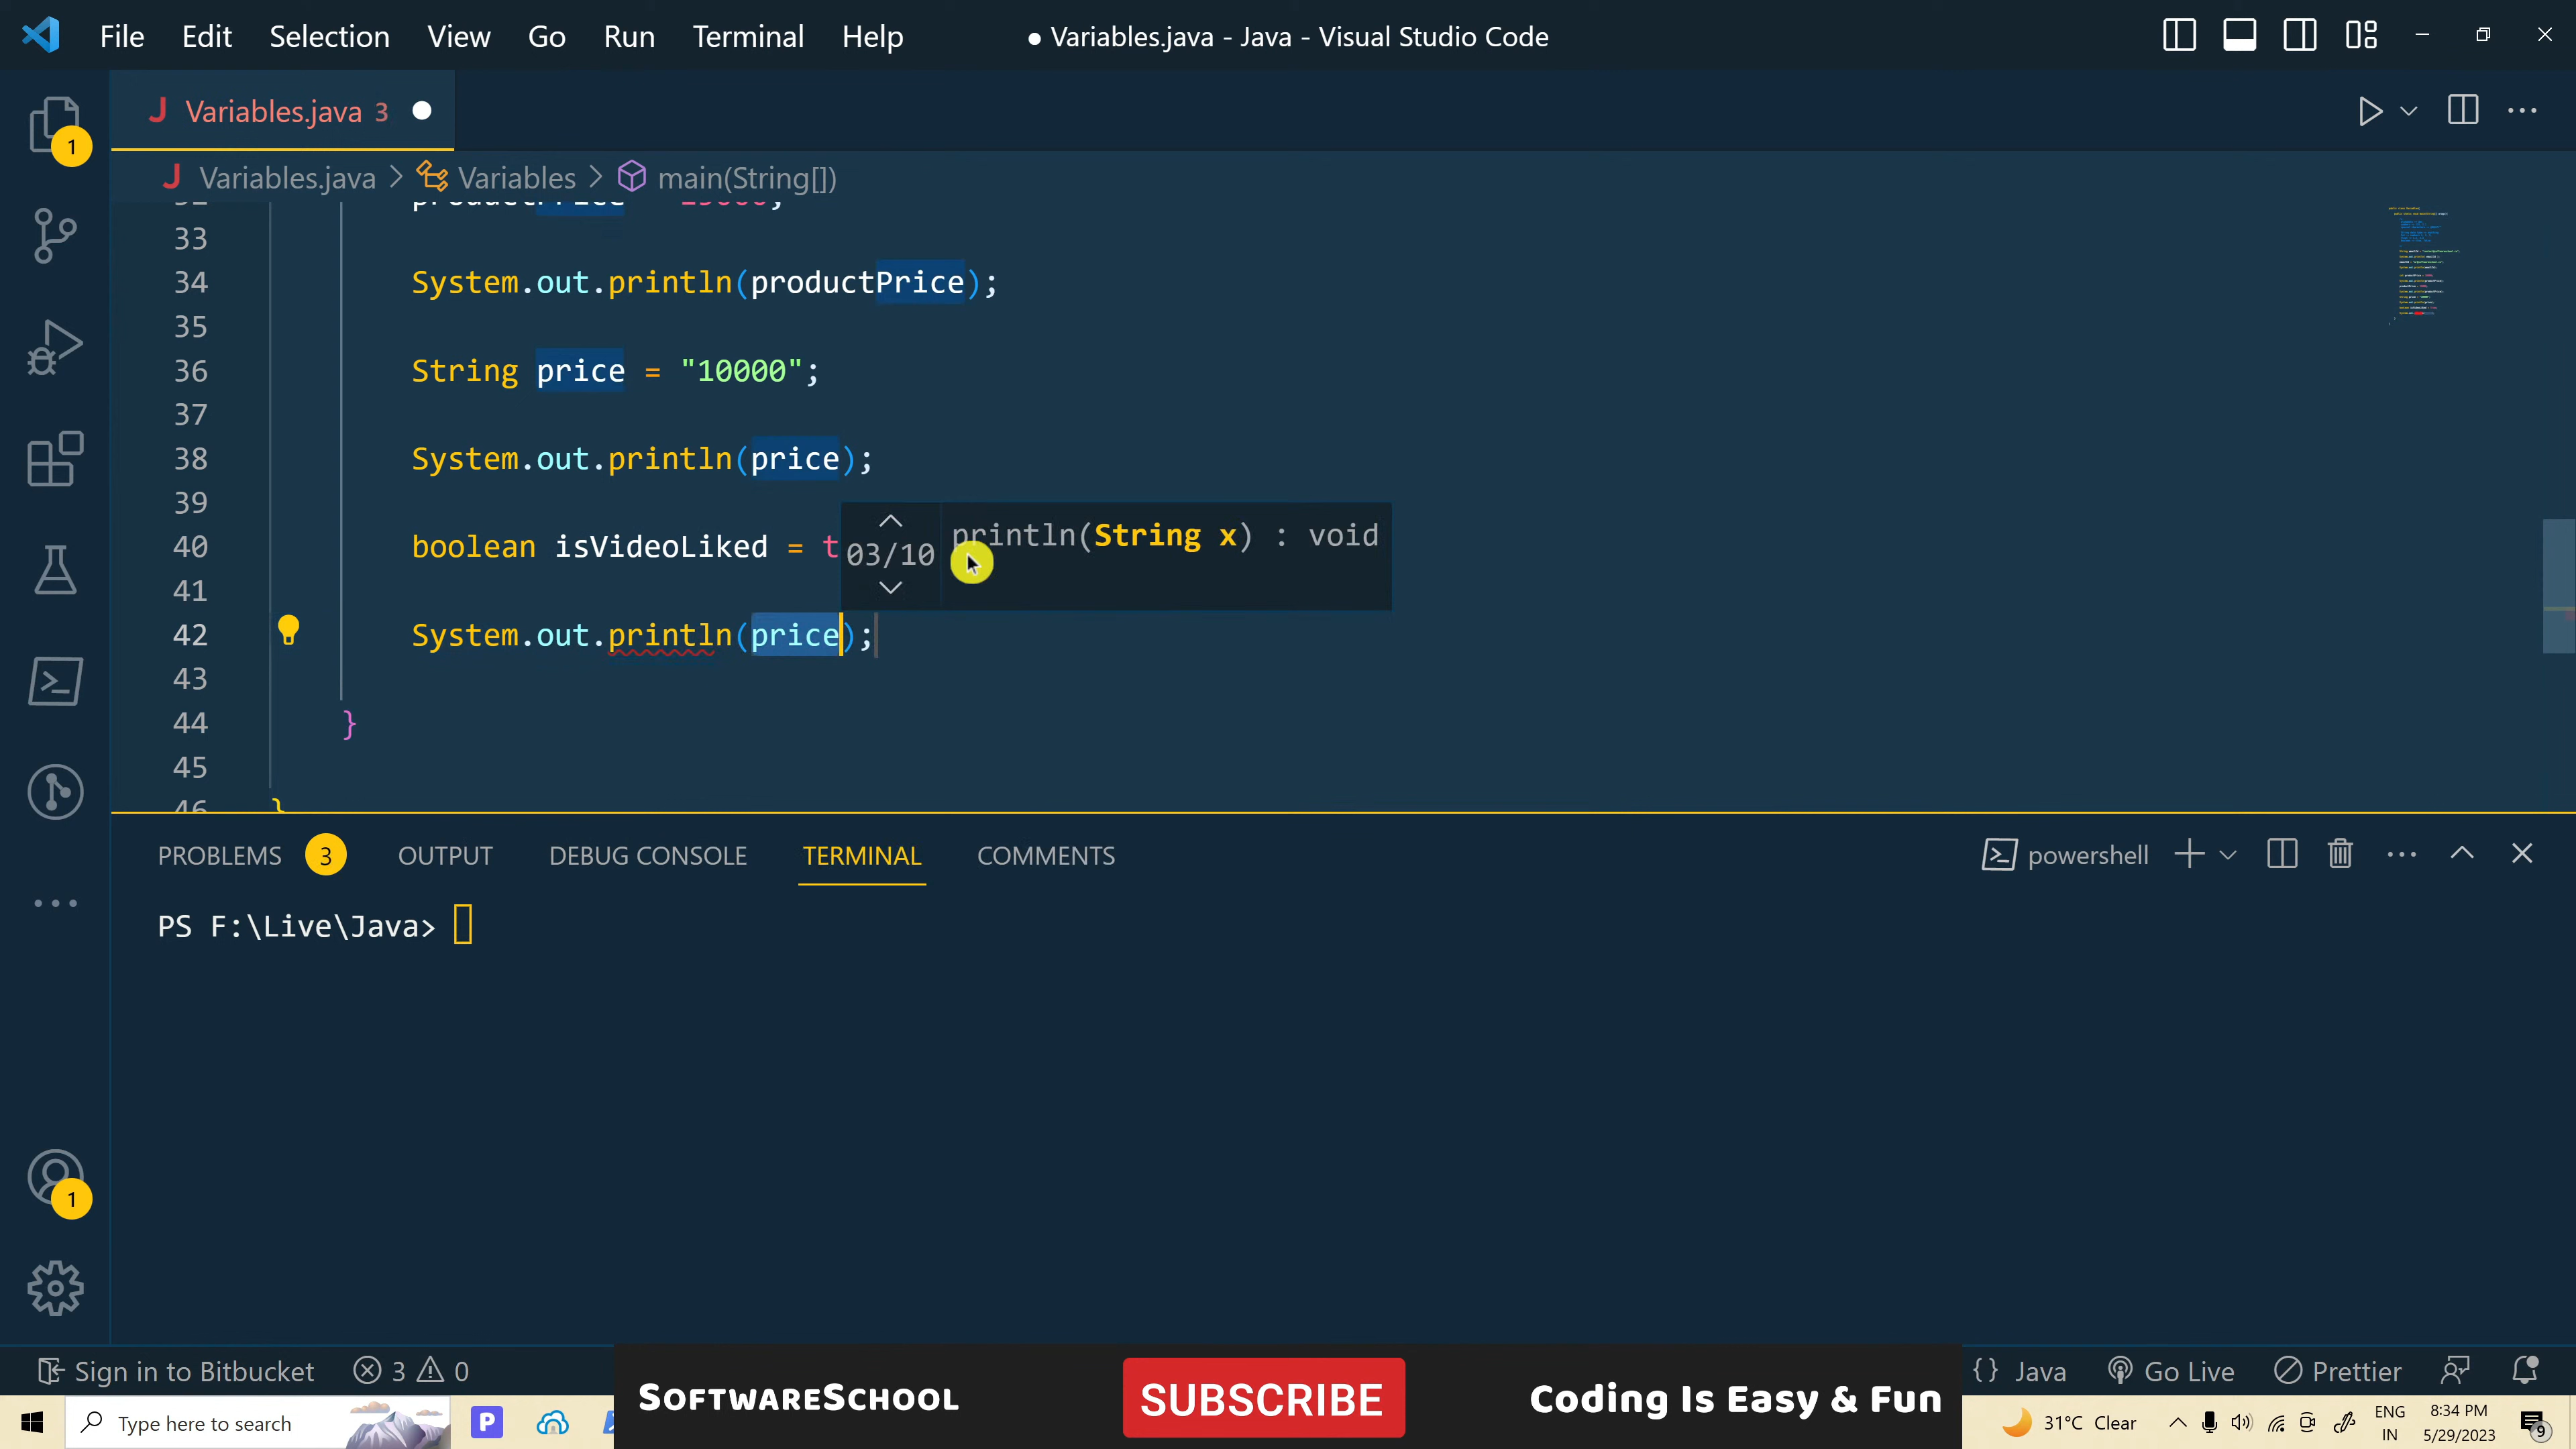 File Edit Selection View Go Run Terminal Help ● Variables.java - Java - Visual Studio Code
Variables.java 3
Variables.java > Variables > main(String[])
33
34 System.out.println(productPrice);
35
36 String price = "10000";
37
38 System.out.println(price);
39
println(String x) : void
03/10
40 boolean isVideoLiked = t
41
42 System.out.println(price);
43
44 }
45
46 }
PROBLEMS 3 OUTPUT DEBUG CONSOLE TERMINAL COMMENTS powershell
PS F:\Live\Java>
1
1
Sign in to Bitbucket 3 0 {} Java Go Live Prettier
SOFTWARESCHOOL SUBSCRIBE Coding Is Easy & Fun
Type here to search P 31°C Clear ENG IN 8:34 PM 5/29/2023 9